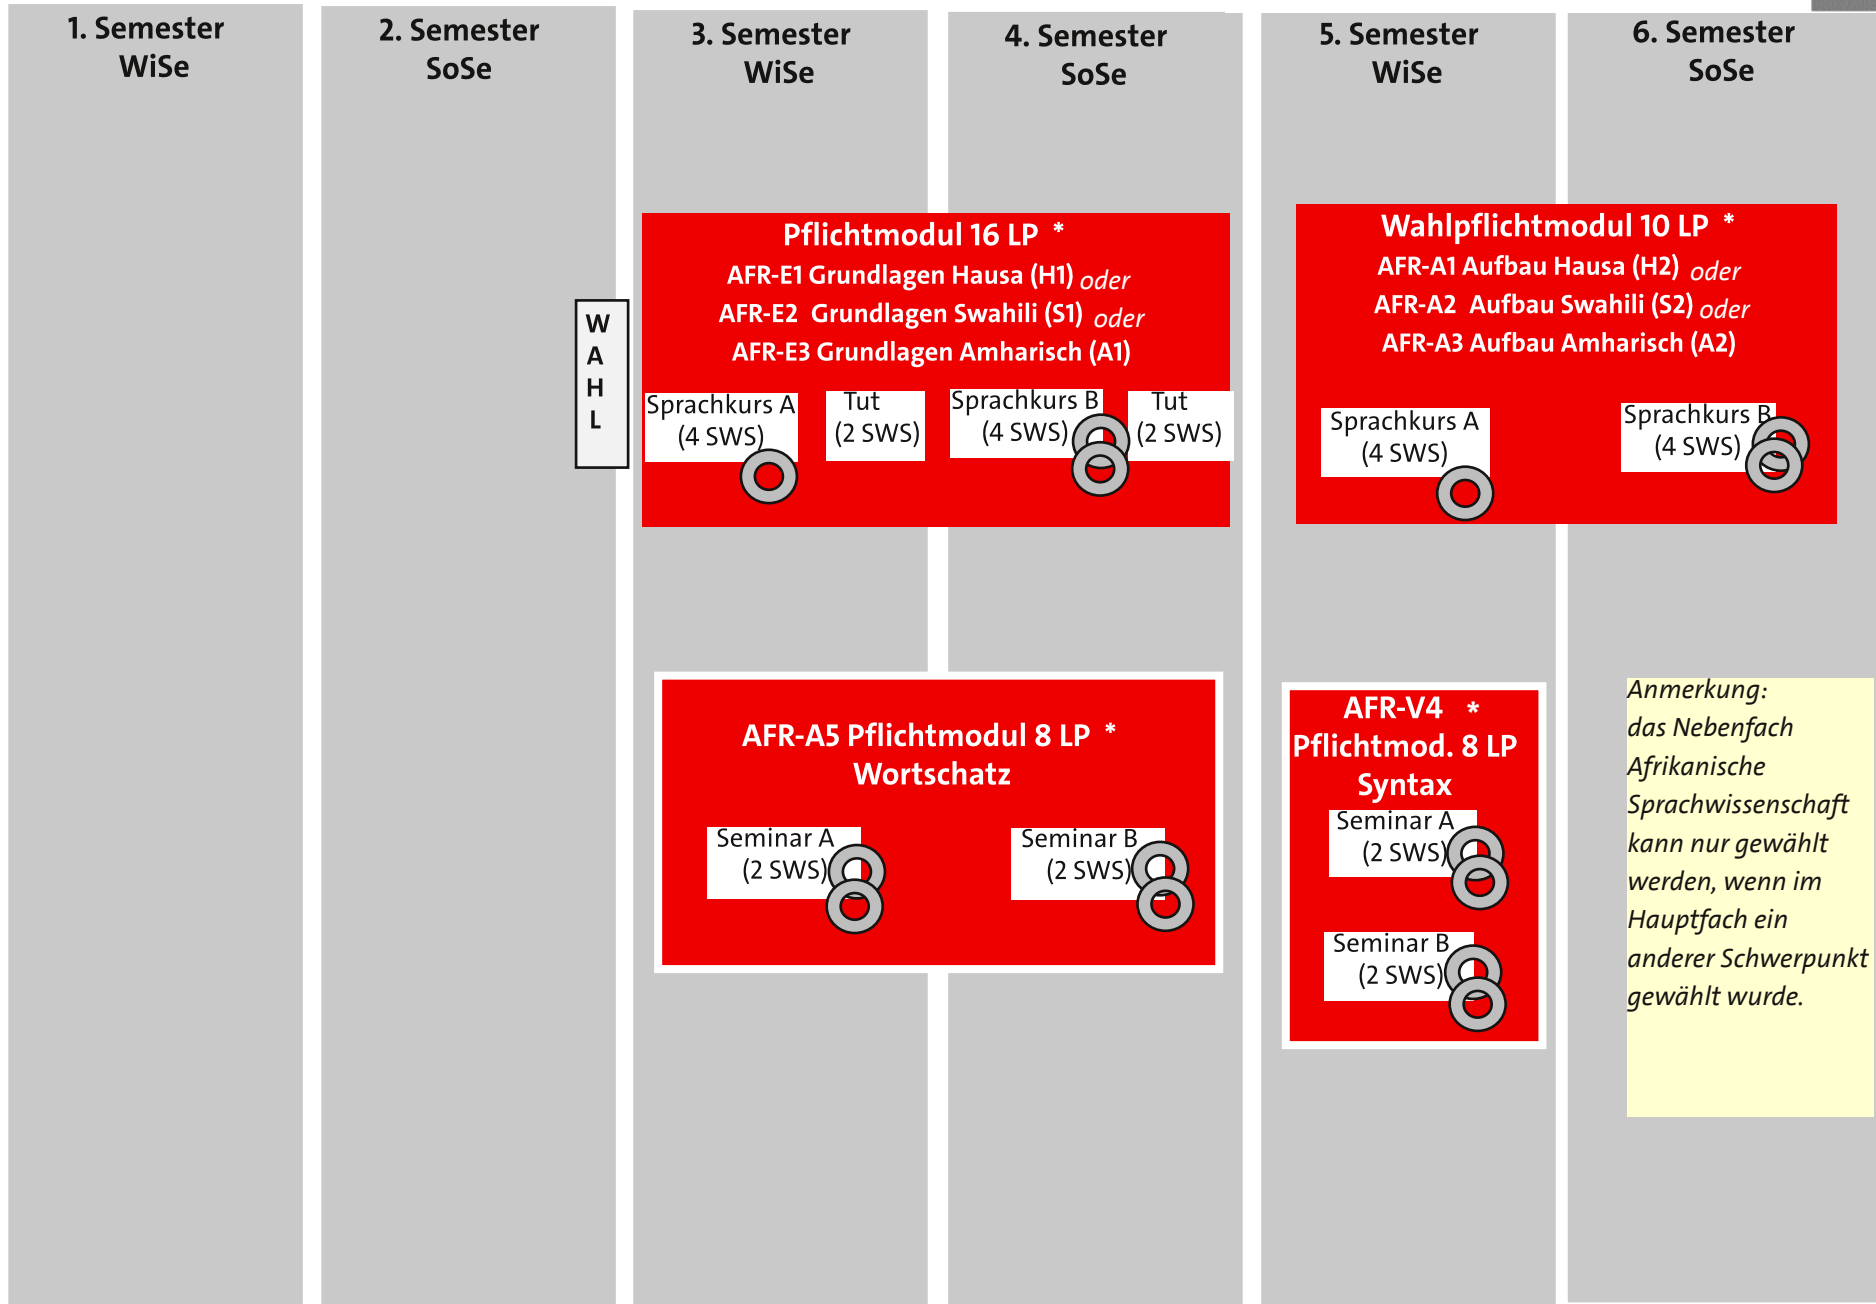 1. Semester
WiSe
2. Semester
SoSe
3. Semester
WiSe
4. Semester
SoSe
5. Semester
WiSe
6. Semester
SoSe
W
A
H
L
Pflichtmodul 16 LP *
AFR-E1 Grundlagen Hausa (H1) oder
AFR-E2 Grundlagen Swahili (S1) oder
AFR-E3 Grundlagen Amharisch (A1)
Sprachkurs A
(4 SWS)
Tut
(2 SWS)
Sprachkurs B
(4 SWS)
Tut
(2 SWS)
Wahlpflichtmodul 10 LP *
AFR-A1 Aufbau Hausa (H2) oder
AFR-A2 Aufbau Swahili (S2) oder
AFR-A3 Aufbau Amharisch (A2)
Sprachkurs A
(4 SWS)
Sprachkurs B
(4 SWS)
AFR-A5 Pflichtmodul 8 LP *
Wortschatz
Seminar A
(2 SWS)
Seminar B
(2 SWS)
AFR-V4 *
Pflichtmod. 8 LP
Syntax
Seminar A
(2 SWS)
Seminar B
(2 SWS)
Anmerkung:
das Nebenfach
Afrikanische
Sprachwissenschaft
kann nur gewählt
werden, wenn im
Hauptfach ein
anderer Schwerpunkt
gewählt wurde.